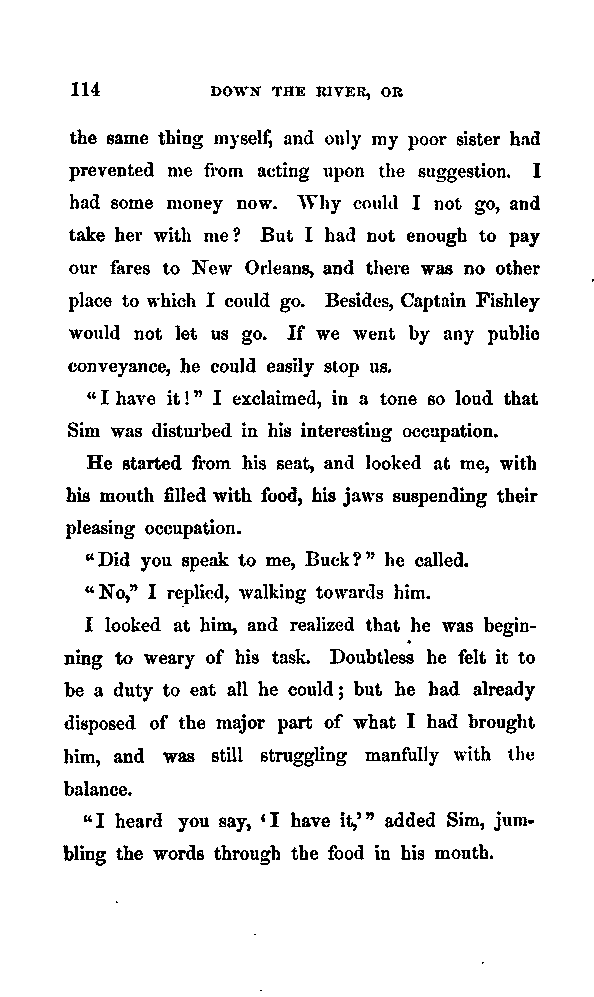 114 DOWN THE RIVER, OR
the same thing myself, and only my poor sister had
prevented me from acting upon the suggestion. I
had some money now. Why could I not go, and
take her with me? But I had not enough to pay
our fares to New Orleans, and there was no other
place to which I could go. Besides, Captain Fishley
would not let us go. If we went by any public
conveyance, he could easily stop us.
"I have it!" I exclaimed, in a tone so loud that
Sim was disturbed in his interesting occupation.
He started from his seat, and looked at me, with
his mouth filled with food, his jaws suspending their
pleasing occupation.
"Did you speak to me, Buck?" he called.
"No," I replied, walking towards him.
I looked at him, and realized that he was begin-
ning to weary of his task. Doubtless he felt it to
be a duty to eat all he could; but he had already
disposed of the major part of what I had brought
him, and was still struggling manfully with the
balance.
"I heard you say, 'I have it,'" added Sim, jum-
bling the words through the food in his mouth.